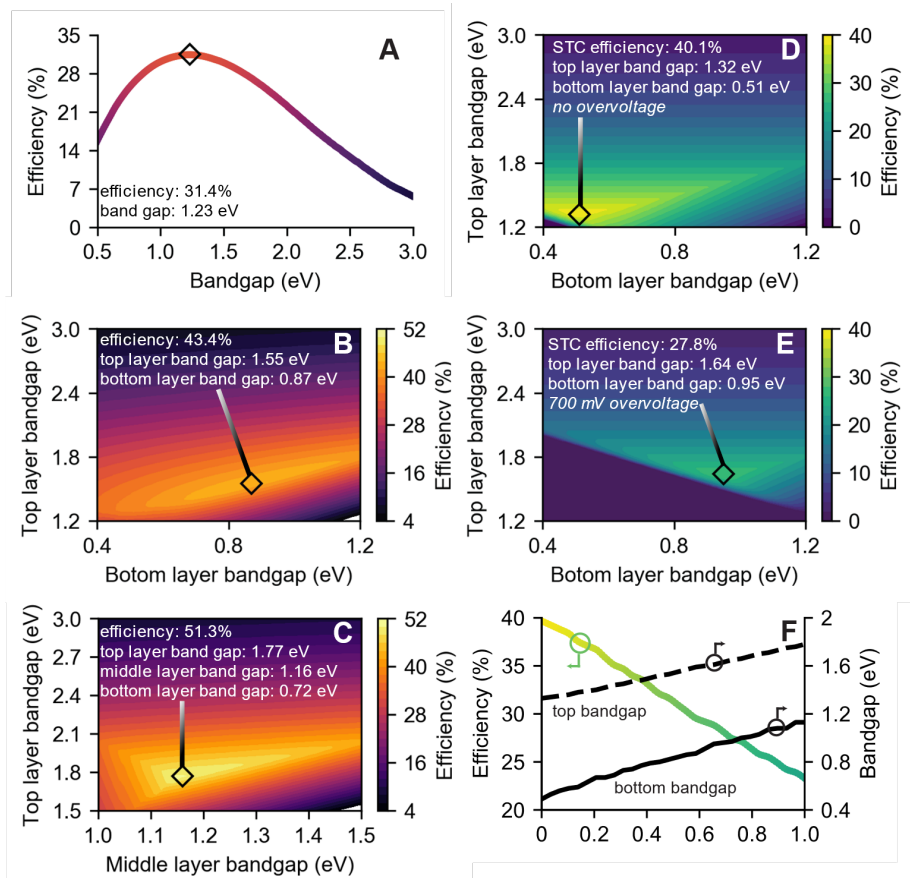 A
35
28
21
14
7
0
Efficiency (%)
efficiency: 31.4%
band gap: 1.23 eV
0.5 1.0 1.5 2.0 2.5 3.0
Bandgap (eV)
D
3.0
2.4
1.8
1.2
Top layer bandgap (eV)
STC efficiency: 40.1%
top layer band gap: 1.32 eV
bottom layer band gap: 0.51 eV
no overvoltage
0.4 0.8 1.2
Botom layer bandgap (eV)
40
30
20
10
0
Efficiency (%)
B
3.0
2.4
1.8
1.2
Top layer bandgap (eV)
efficiency: 43.4%
top layer band gap: 1.55 eV
bottom layer band gap: 0.87 eV
0.4 0.8 1.2
Botom layer bandgap (eV)
52
40
28
16
4
Efficiency (%)
E
3.0
2.4
1.8
1.2
Top layer bandgap (eV)
STC efficiency: 27.8%
top layer band gap: 1.64 eV
bottom layer band gap: 0.95 eV
700 mV overvoltage
0.4 0.8 1.2
Botom layer bandgap (eV)
40
30
20
10
0
Efficiency (%)
C
3.0
2.7
2.4
2.1
1.8
1.5
Top layer bandgap (eV)
efficiency: 51.3%
top layer band gap: 1.77 eV
middle layer band gap: 1.16 eV
bottom layer band gap: 0.72 eV
1.0 1.1 1.2 1.3 1.4 1.5
Middle layer bandgap (eV)
52
40
28
16
4
Efficiency (%)
F
40
35
30
25
20
Efficiency (%)
top bandgap
bottom bandgap
0 0.2 0.4 0.6 0.8 1.0
2
1.6
1.2
0.8
0.4
Bandgap (eV)